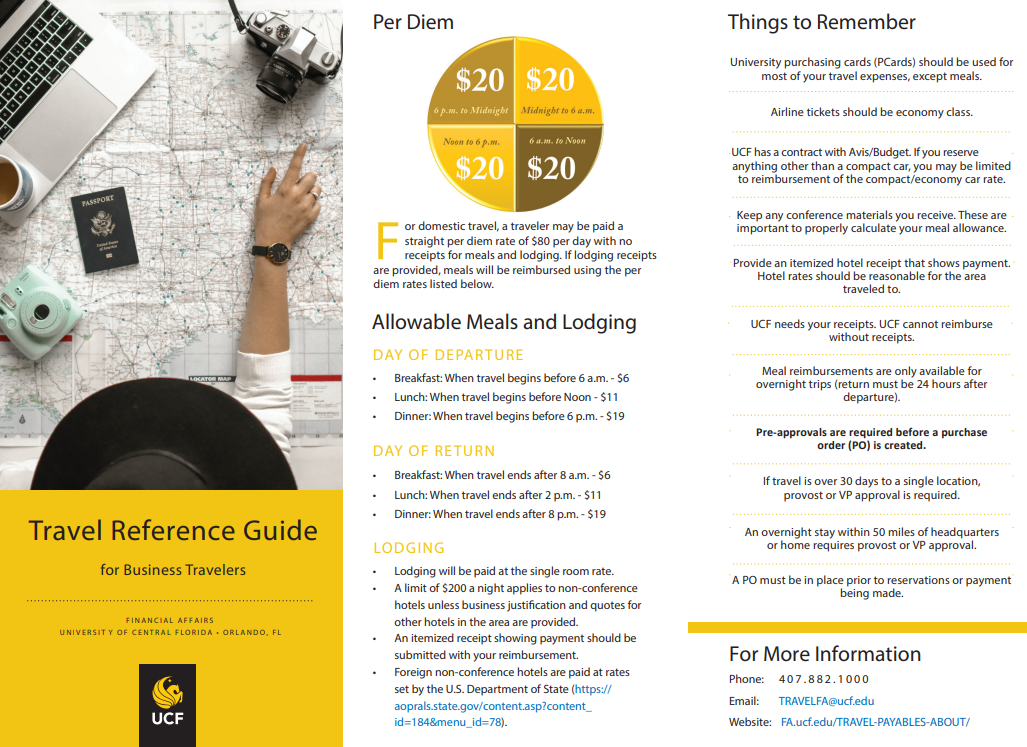 PASSPORT
United States
of America
LOCATOR MAP
Travel Reference Guide
for Business Travelers
FINANCIAL AFFAIRS
UNIVERSITY OF CENTRAL FLORIDA • ORLANDO, FL
UCF
Per Diem
$20
6 p.m. to Midnight
$20
Midnight to 6 a.m.
Noon to 6 p.m.
$20
6 a.m. to Noon
$20
For domestic travel, a traveler may be paid a
straight per diem rate of $80 per day with no
receipts for meals and lodging. If lodging receipts
are provided, meals will be reimbursed using the per
diem rates listed below.
Allowable Meals and Lodging
DAY OF DEPARTURE
• Breakfast: When travel begins before 6 a.m. - $6
• Lunch: When travel begins before Noon - $11
• Dinner: When travel begins before 6 p.m. - $19
DAY OF RETURN
• Breakfast: When travel ends after 8 a.m. - $6
• Lunch: When travel ends after 2 p.m. - $11
• Dinner: When travel ends after 8 p.m. - $19
LODGING
• Lodging will be paid at the single room rate.
• A limit of $200 a night applies to non-conference
hotels unless business justification and quotes for
other hotels in the area are provided.
• An itemized receipt showing payment should be
submitted with your reimbursement.
• Foreign non-conference hotels are paid at rates
set by the U.S. Department of State (https://
aoprals.state.gov/content.asp?content_
id=184&menu_id=78).
Things to Remember
University purchasing cards (PCards) should be used for
most of your travel expenses, except meals.
Airline tickets should be economy class.
UCF has a contract with Avis/Budget. If you reserve
anything other than a compact car, you may be limited
to reimbursement of the compact/economy car rate.
Keep any conference materials you receive. These are
important to properly calculate your meal allowance.
Provide an itemized hotel receipt that shows payment.
Hotel rates should be reasonable for the area
traveled to.
UCF needs your receipts. UCF cannot reimburse
without receipts.
Meal reimbursements are only available for
overnight trips (return must be 24 hours after
departure).
Pre-approvals are required before a purchase
order (PO) is created.
If travel is over 30 days to a single location,
provost or VP approval is required.
An overnight stay within 50 miles of headquarters
or home requires provost or VP approval.
A PO must be in place prior to reservations or payment
being made.
For More Information
Phone: 407.882.1000
Email: TRAVELFA@ucf.edu
Website: FA.ucf.edu/TRAVEL-PAYABLES-ABOUT/